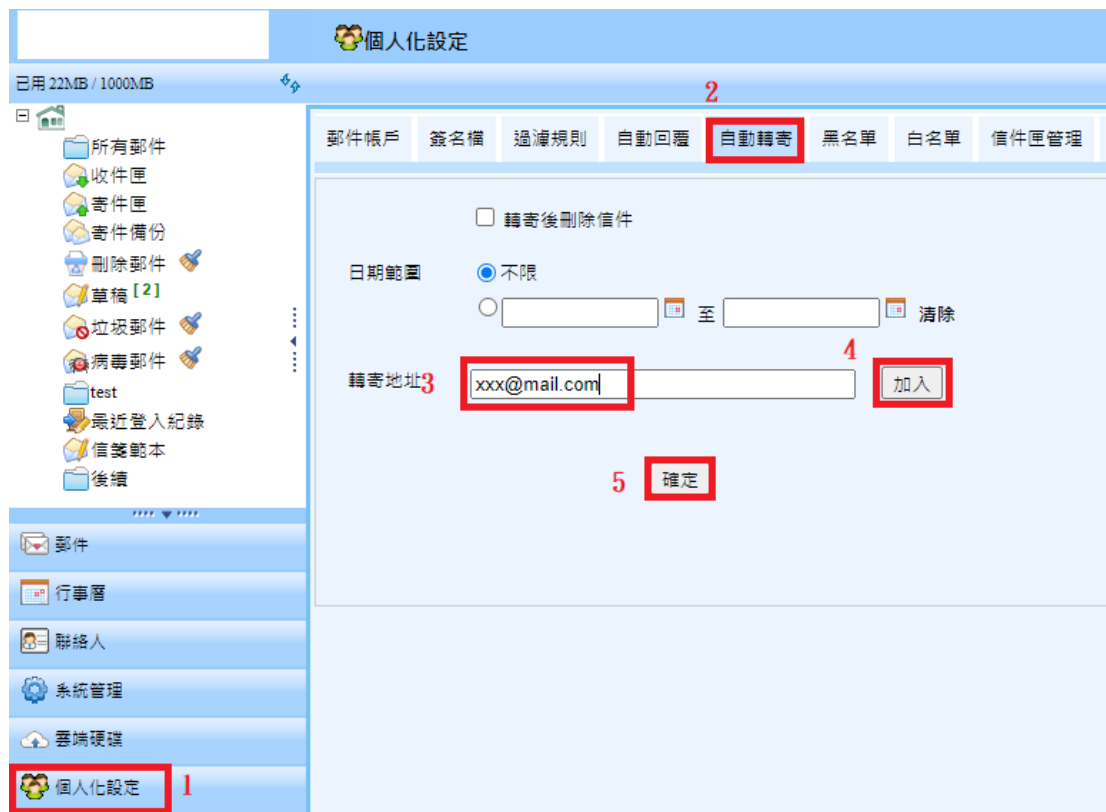 個人化設定
已用 22MB / 1000MB
2
郵件帳戶 簽名檔 過濾規則 自動回覆 自動轉寄 黑名單 白名單 信件匣管理
所有郵件
收件匣
寄件匣
寄件備份
刪除郵件
草稿 [2]
垃圾郵件
病毒郵件
test
最近登入紀錄
信箋範本
後續
轉寄後刪除信件
日期範圍 不限
至 清除
4
轉寄地址3 xxx@mail.com 加入
5 確定
郵件
行事曆
聯絡人
系統管理
雲端硬碟
個人化設定 1